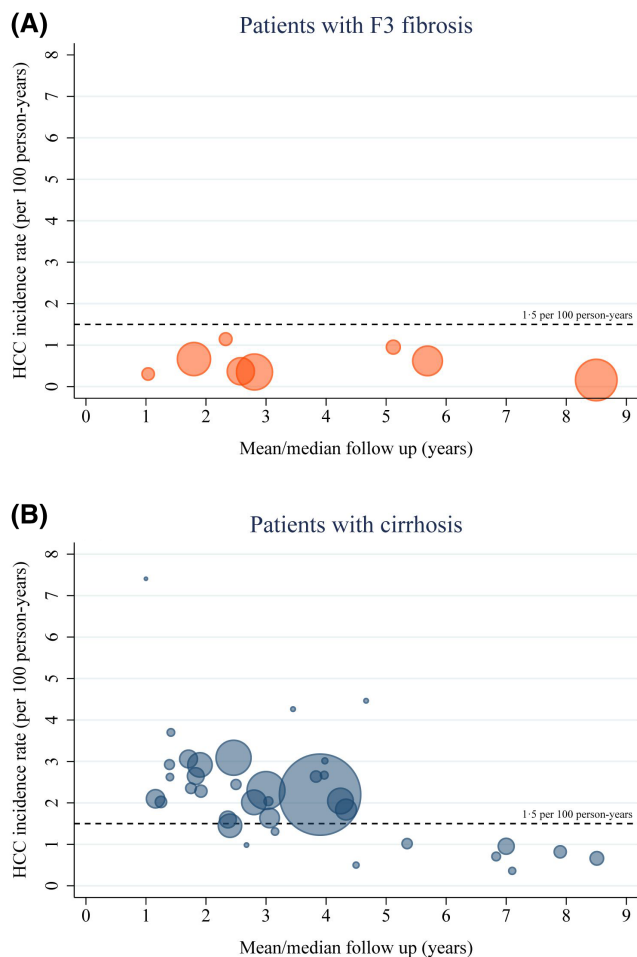 (A)
Patients with F3 fibrosis
HCC incidence rate (per 100 person-years)
8
7
6
5
4
3
2
1
0
1·5 per 100 person-years
0 1 2 3 4 5 6 7 8 9
Mean/median follow up (years)
(B)
Patients with cirrhosis
HCC incidence rate (per 100 person-years)
8
7
6
5
4
3
2
1
0
1·5 per 100 person-years
0 1 2 3 4 5 6 7 8 9
Mean/median follow up (years)